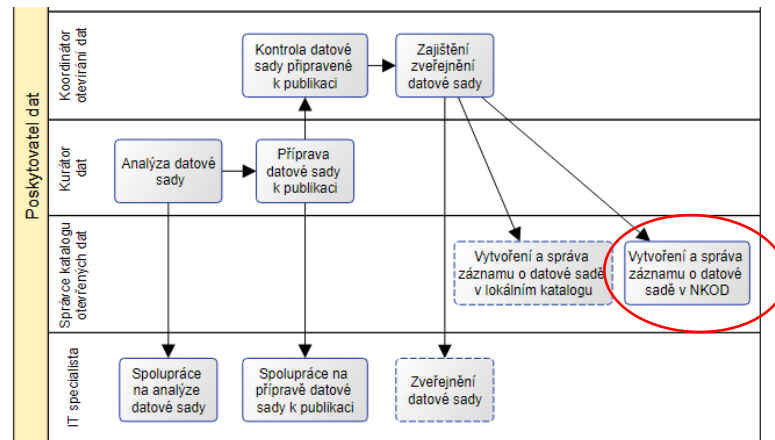 Poskytovatel dat
Koordinátor
otevírání dat
Kontrola datové
sady připravené
k publikaci
Zajištění
zveřejnění
datové sady
Kurátor
dat
Analýza datové
sady
Příprava
datové sady
k publikaci
Správce katalogu
otevřených dat
Vytvoření a správa
záznamu o datové sadě
v lokálním katalogu
Vytvoření a správa
záznamu o datové
sadě v NKOD
IT specialista
Spolupráce
na analýze
datové sady
Spolupráce na
přípravě datové
sady k publikaci
Zveřejnění
datové sady